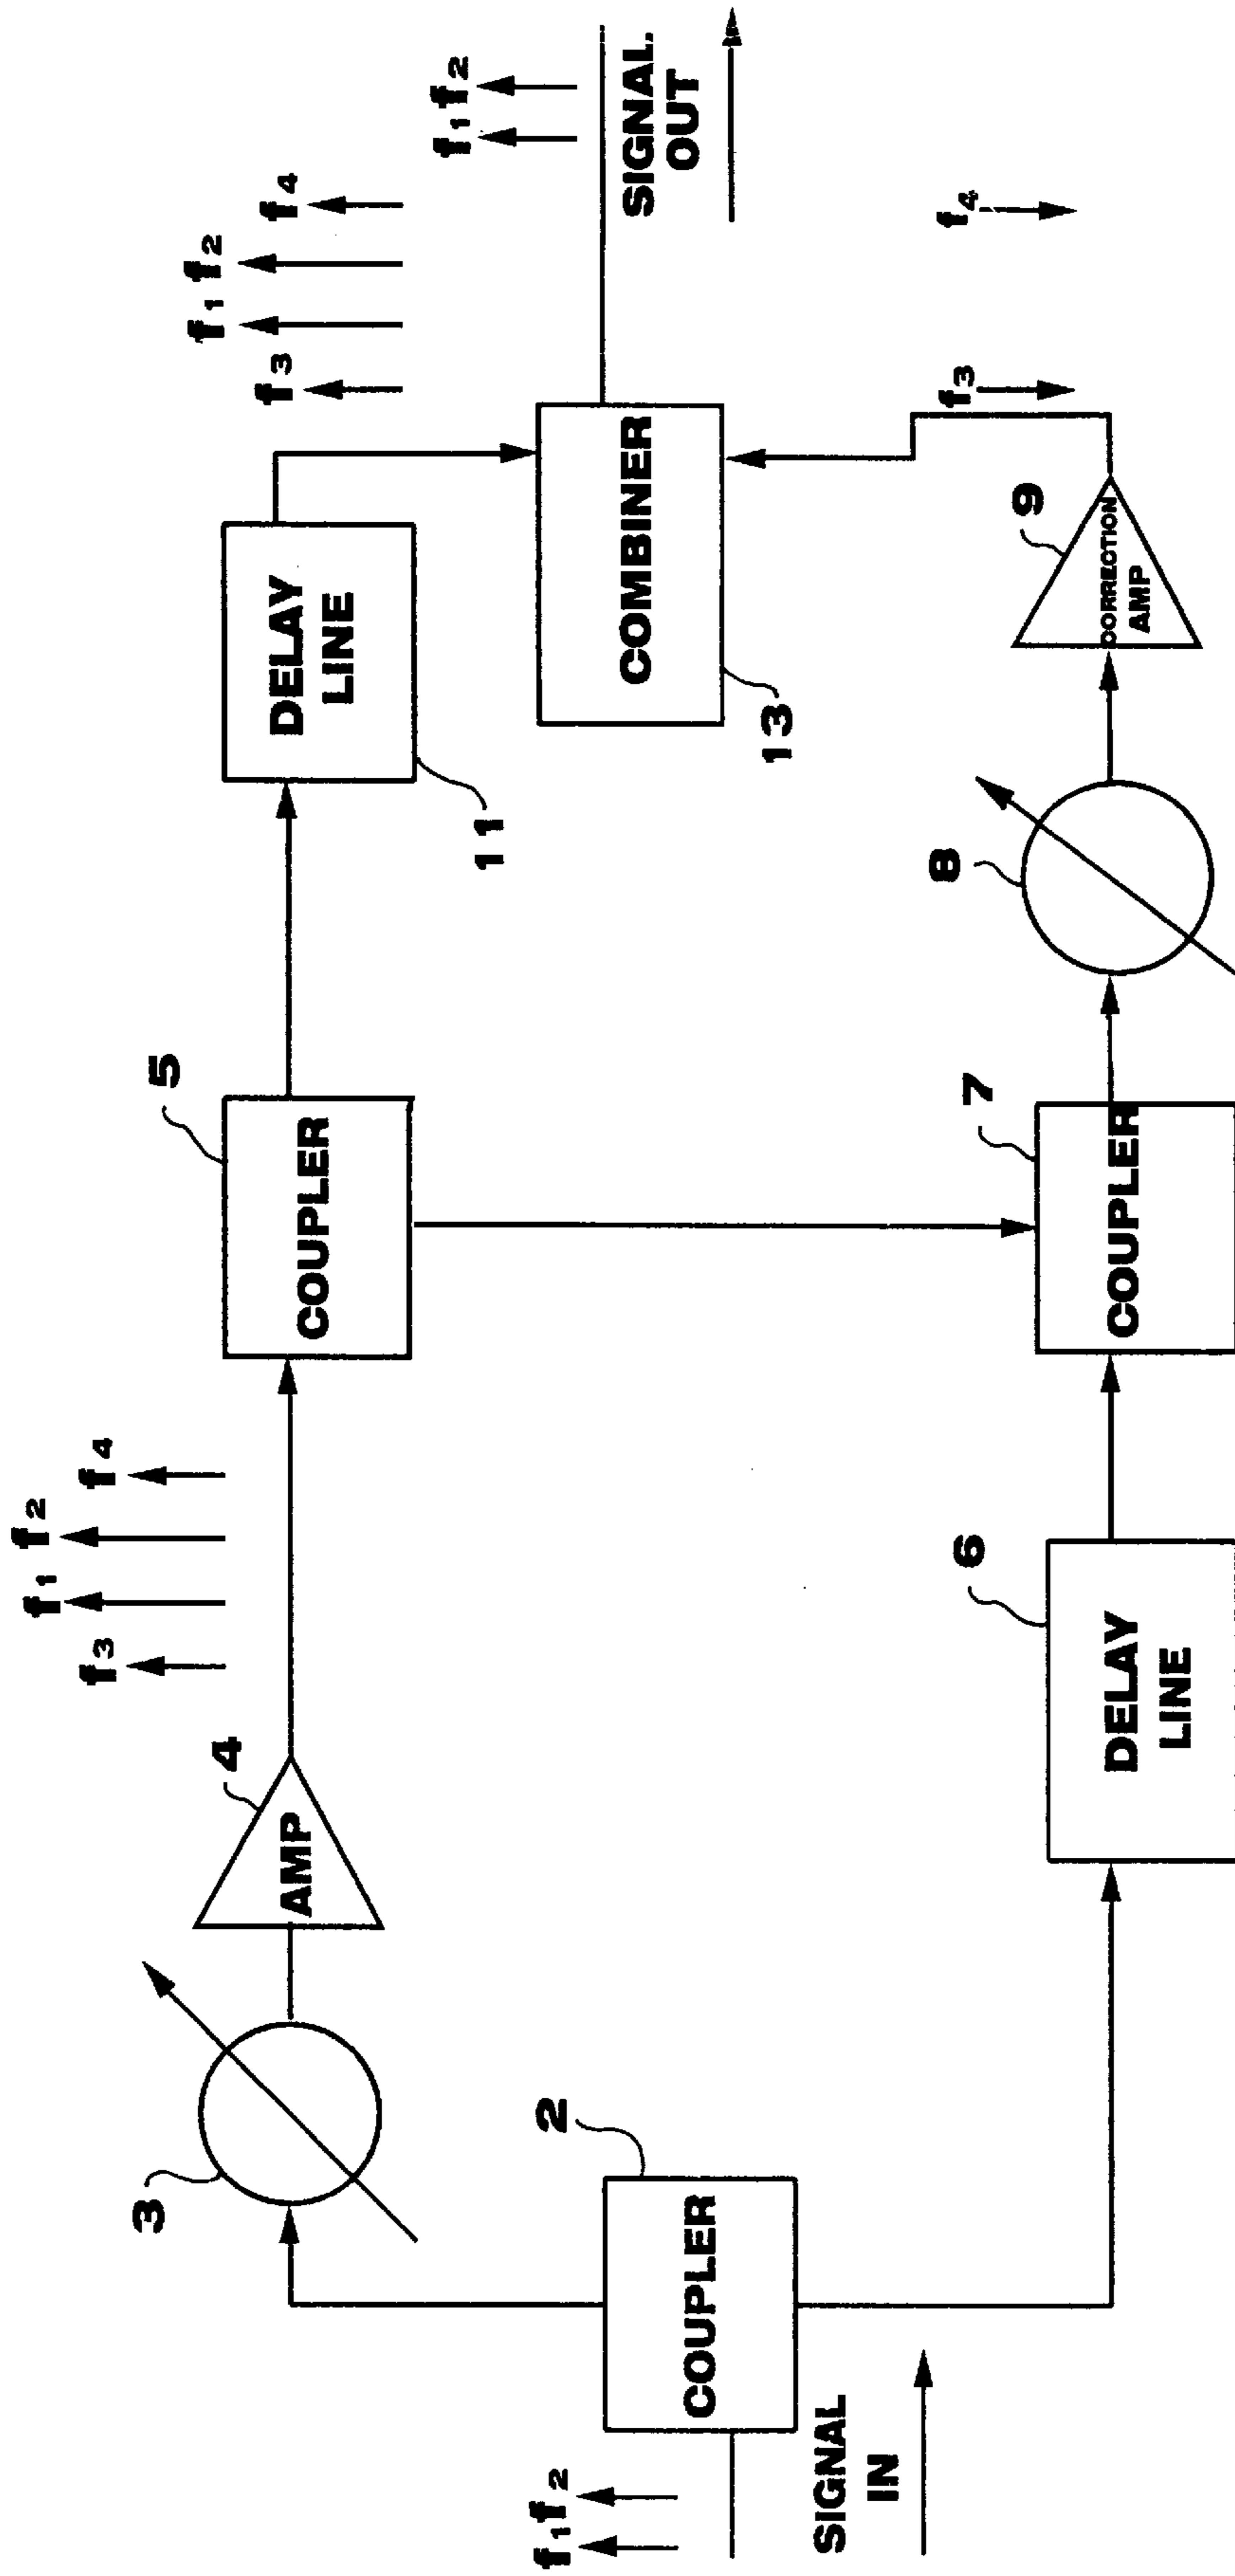 f1 f2
SIGNAL
IN
COUPLER
2
3
AMP
4
f3 f1 f2 f4
COUPLER
5
DELAY
LINE
11
f3 f1 f2 f4
DELAY
LINE
6
COUPLER
7
8
CORRECTION
AMP
9
f3 f4
COMBINER
13
f1 f2
SIGNAL.
OUT